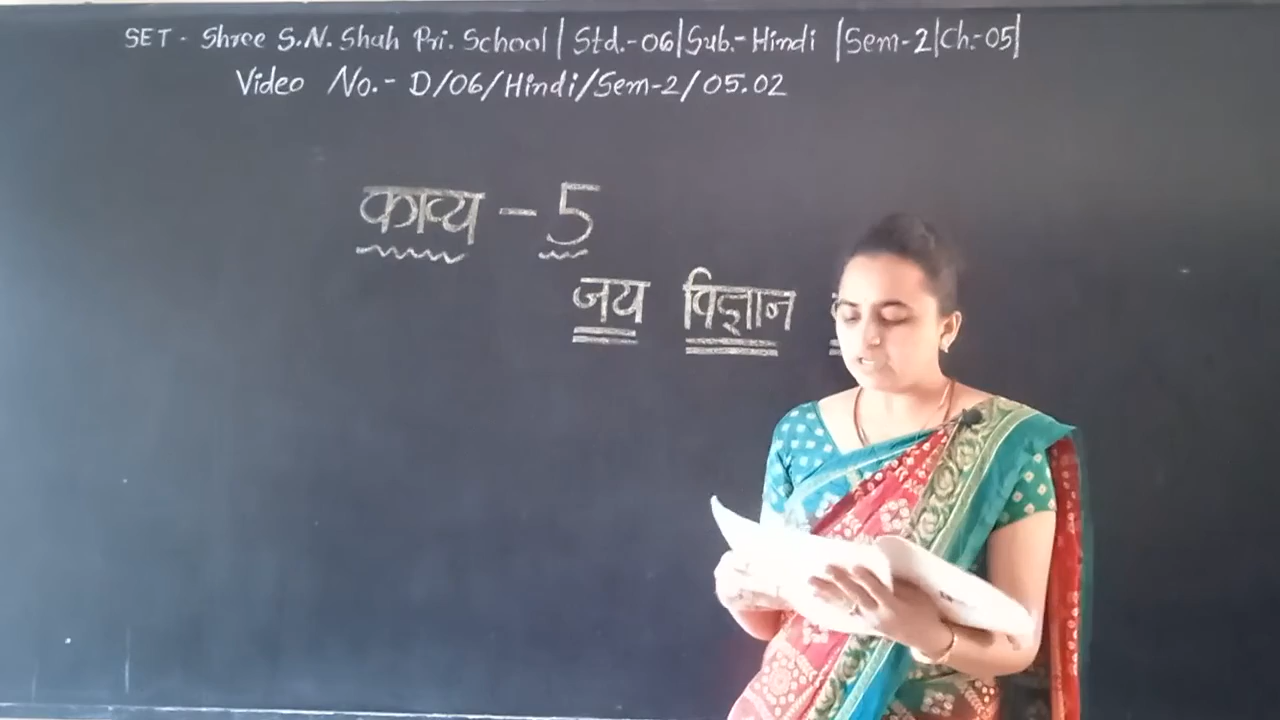 SET - Shree S.N. Shah Pri. School | Std.-06|Sub.-Hindi |Sem-2|Ch.-05|
Video No.- D/06/Hindi/Sem-2/05.02
काव्य - 5
जय विज्ञान